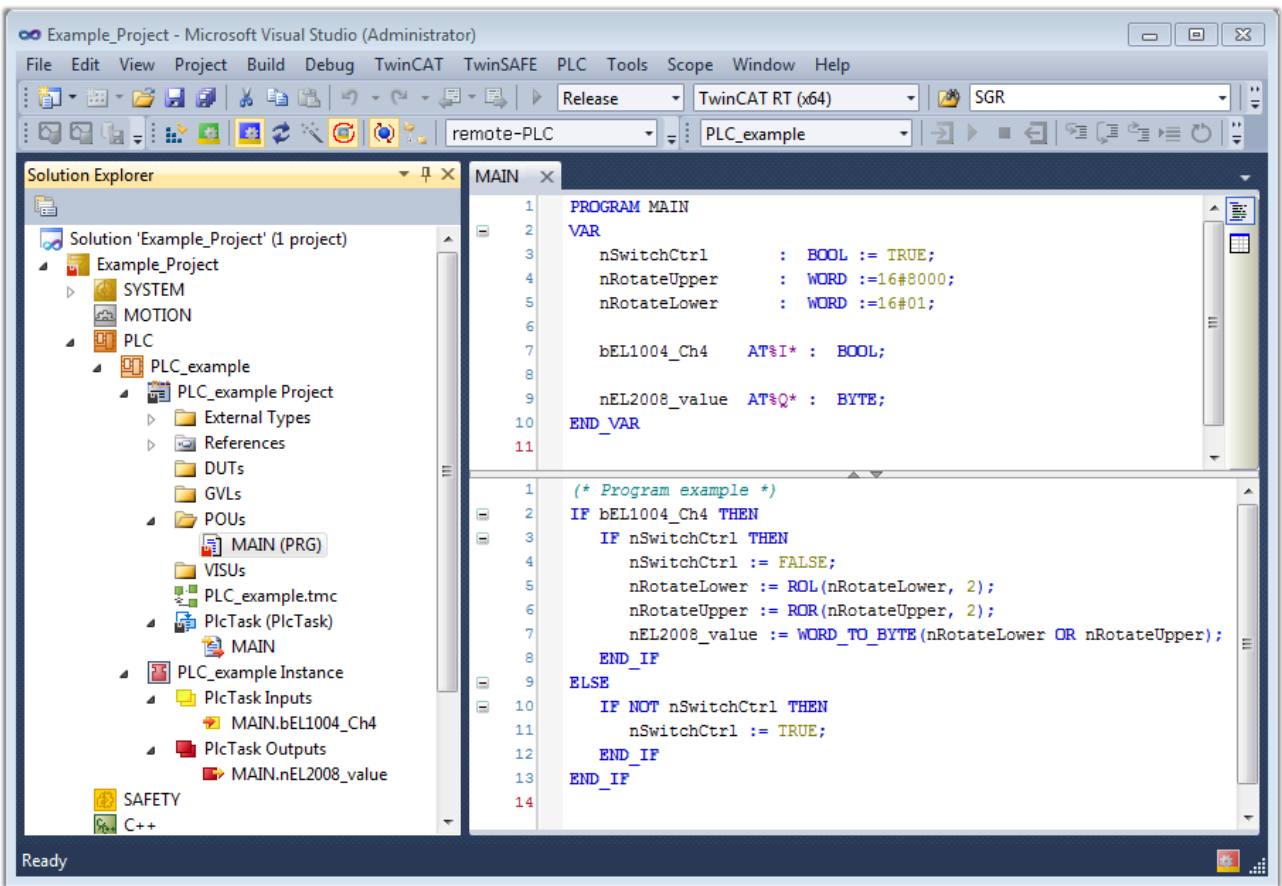 Example_Project - Microsoft Visual Studio (Administrator)
File Edit View Project Build Debug TwinCAT TwinSAFE PLC Tools Scope Window Help
Release TwinCAT RT (x64) SGR
remote-PLC PLC_example
Solution Explorer
Solution 'Example_Project' (1 project)
Example_Project
SYSTEM
MOTION
PLC
PLC_example
PLC_example Project
External Types
References
DUTs
GVLs
POUs
MAIN (PRG)
VISUs
PLC_example.tmc
PlcTask (PlcTask)
MAIN
PLC_example Instance
PlcTask Inputs
MAIN.bEL1004_Ch4
PlcTask Outputs
MAIN.nEL2008_value
SAFETY
C++
MAIN
1 PROGRAM MAIN
2 VAR
3 nSwitchCtrl : BOOL := TRUE;
4 nRotateUpper : WORD :=16#8000;
5 nRotateLower : WORD :=16#01;
6
7 bEL1004_Ch4 AT%I* : BOOL;
8
9 nEL2008_value AT%Q* : BYTE;
10 END_VAR
11
1 (* Program example *)
2 IF bEL1004_Ch4 THEN
3 IF nSwitchCtrl THEN
4 nSwitchCtrl := FALSE;
5 nRotateLower := ROL(nRotateLower, 2);
6 nRotateUpper := ROR(nRotateUpper, 2);
7 nEL2008_value := WORD_TO_BYTE(nRotateLower OR nRotateUpper);
8 END_IF
9 ELSE
10 IF NOT nSwitchCtrl THEN
11 nSwitchCtrl := TRUE;
12 END_IF
13 END_IF
14
Ready